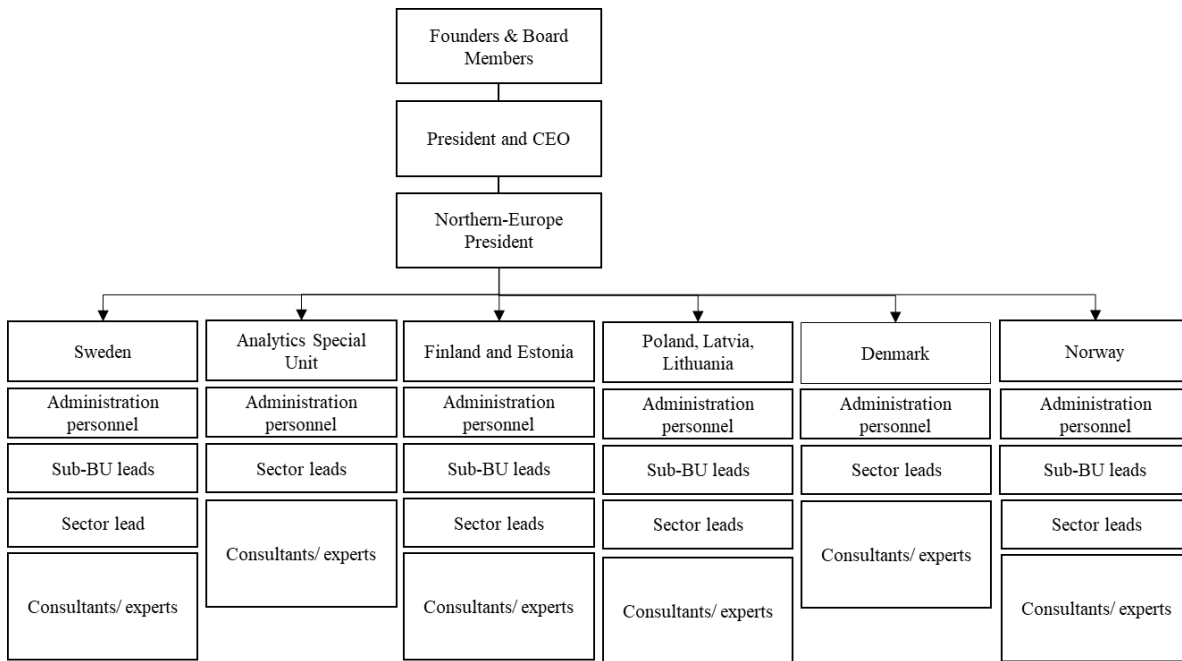 Founders & Board
Members
President and CEO
Northern-Europe
President
Sweden
Analytics Special
Unit
Finland and Estonia
Poland, Latvia,
Lithuania
Denmark
Norway
Administration
personnel
Administration
personnel
Administration
personnel
Administration
personnel
Administration
personnel
Administration
personnel
Sub-BU leads
Sector leads
Sub-BU leads
Sub-BU leads
Sector leads
Sub-BU leads
Sector lead
Consultants/ experts
Sector leads
Sector leads
Consultants/ experts
Sector leads
Consultants/ experts
Consultants/ experts
Consultants/ experts
Consultants/ experts